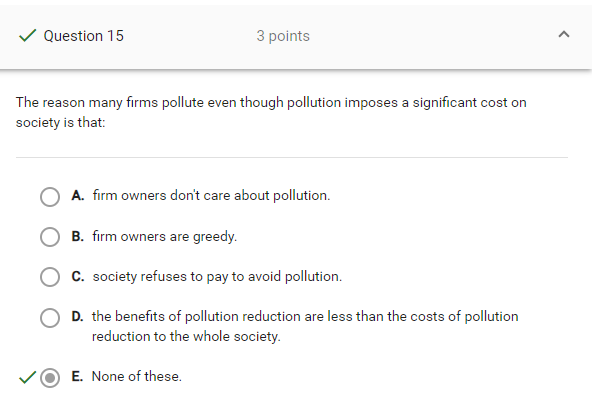 Question 15 3 points
The reason many firms pollute even though pollution imposes a significant cost on
society is that:
A. firm owners don't care about pollution.
B. firm owners are greedy.
C. society refuses to pay to avoid pollution.
D. the benefits of pollution reduction are less than the costs of pollution
reduction to the whole society.
E. None of these.